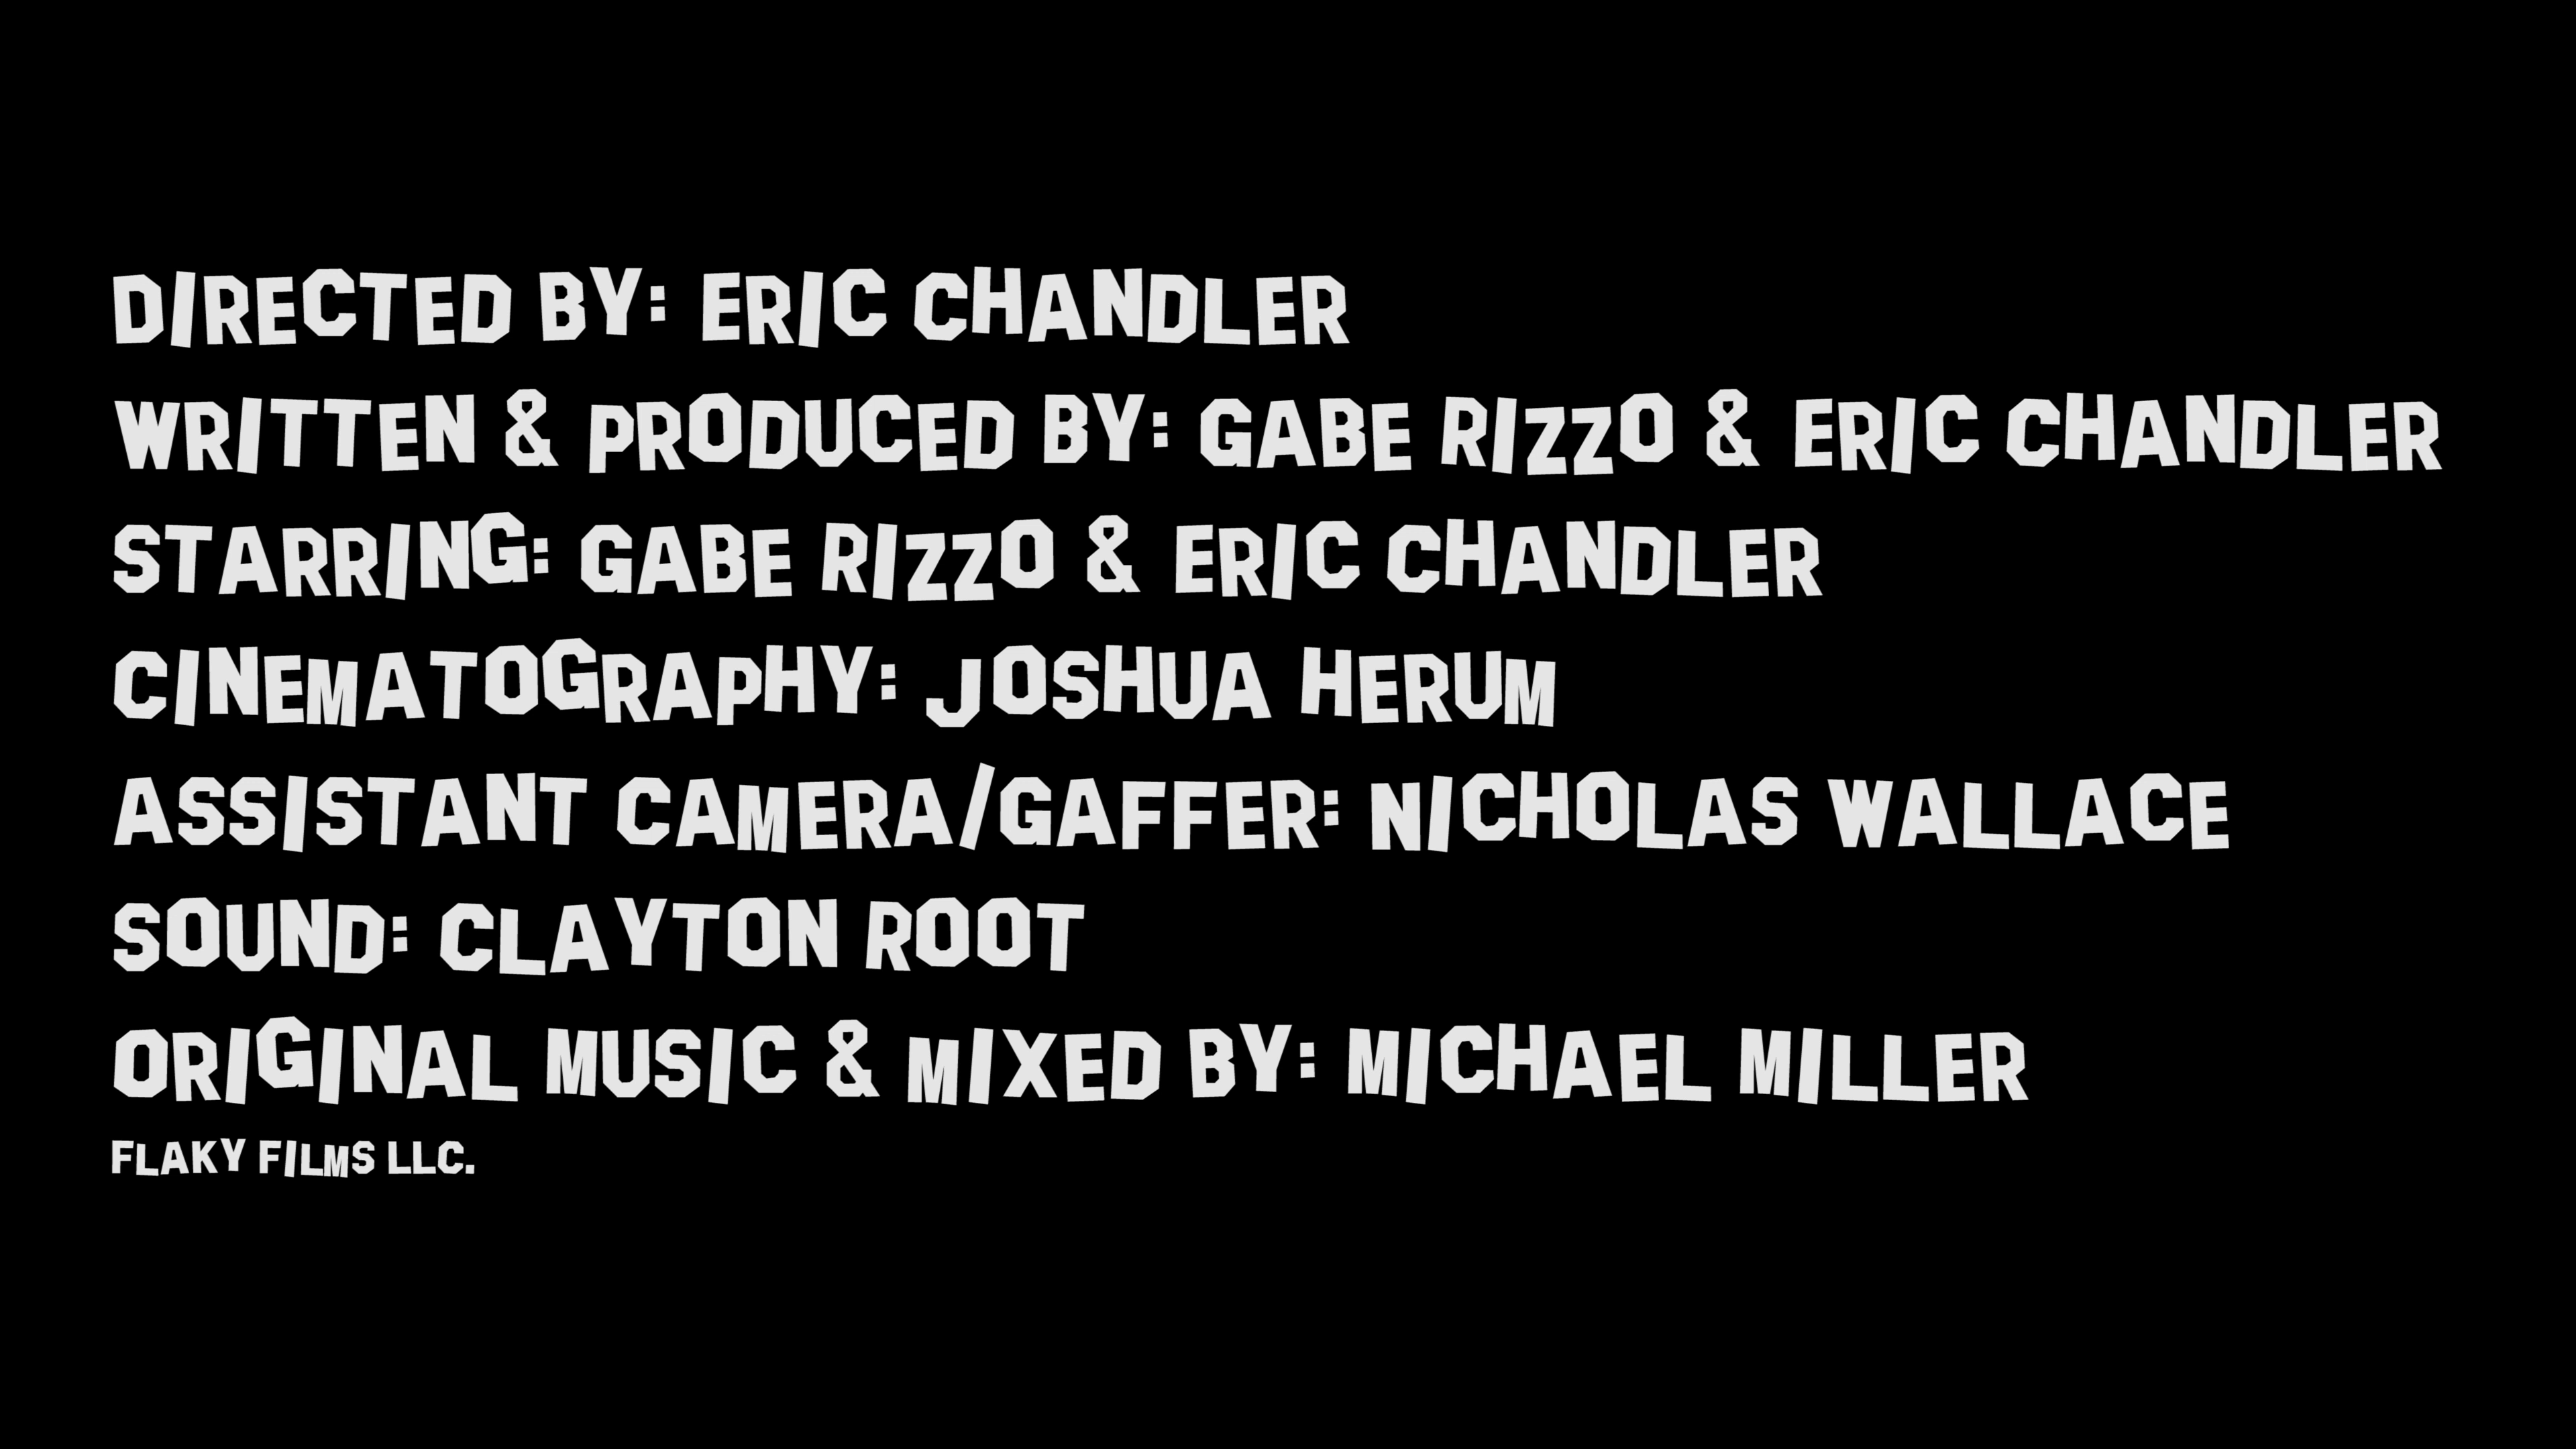 DIRECTED BY: ERIC CHANDLER
WRITTEN & PRODUCED BY: GABE RIZZO & ERIC CHANDLER
STARRING: GABE RIZZO & ERIC CHANDLER
CINEMATOGRAPHY: JOSHUA HERUM
ASSISTANT CAMERA/GAFFER: NICHOLAS WALLACE
SOUND: CLAYTON ROOT
ORIGINAL MUSIC & MIXED BY: MICHAEL MILLER
FLAKY FILMS LLC.